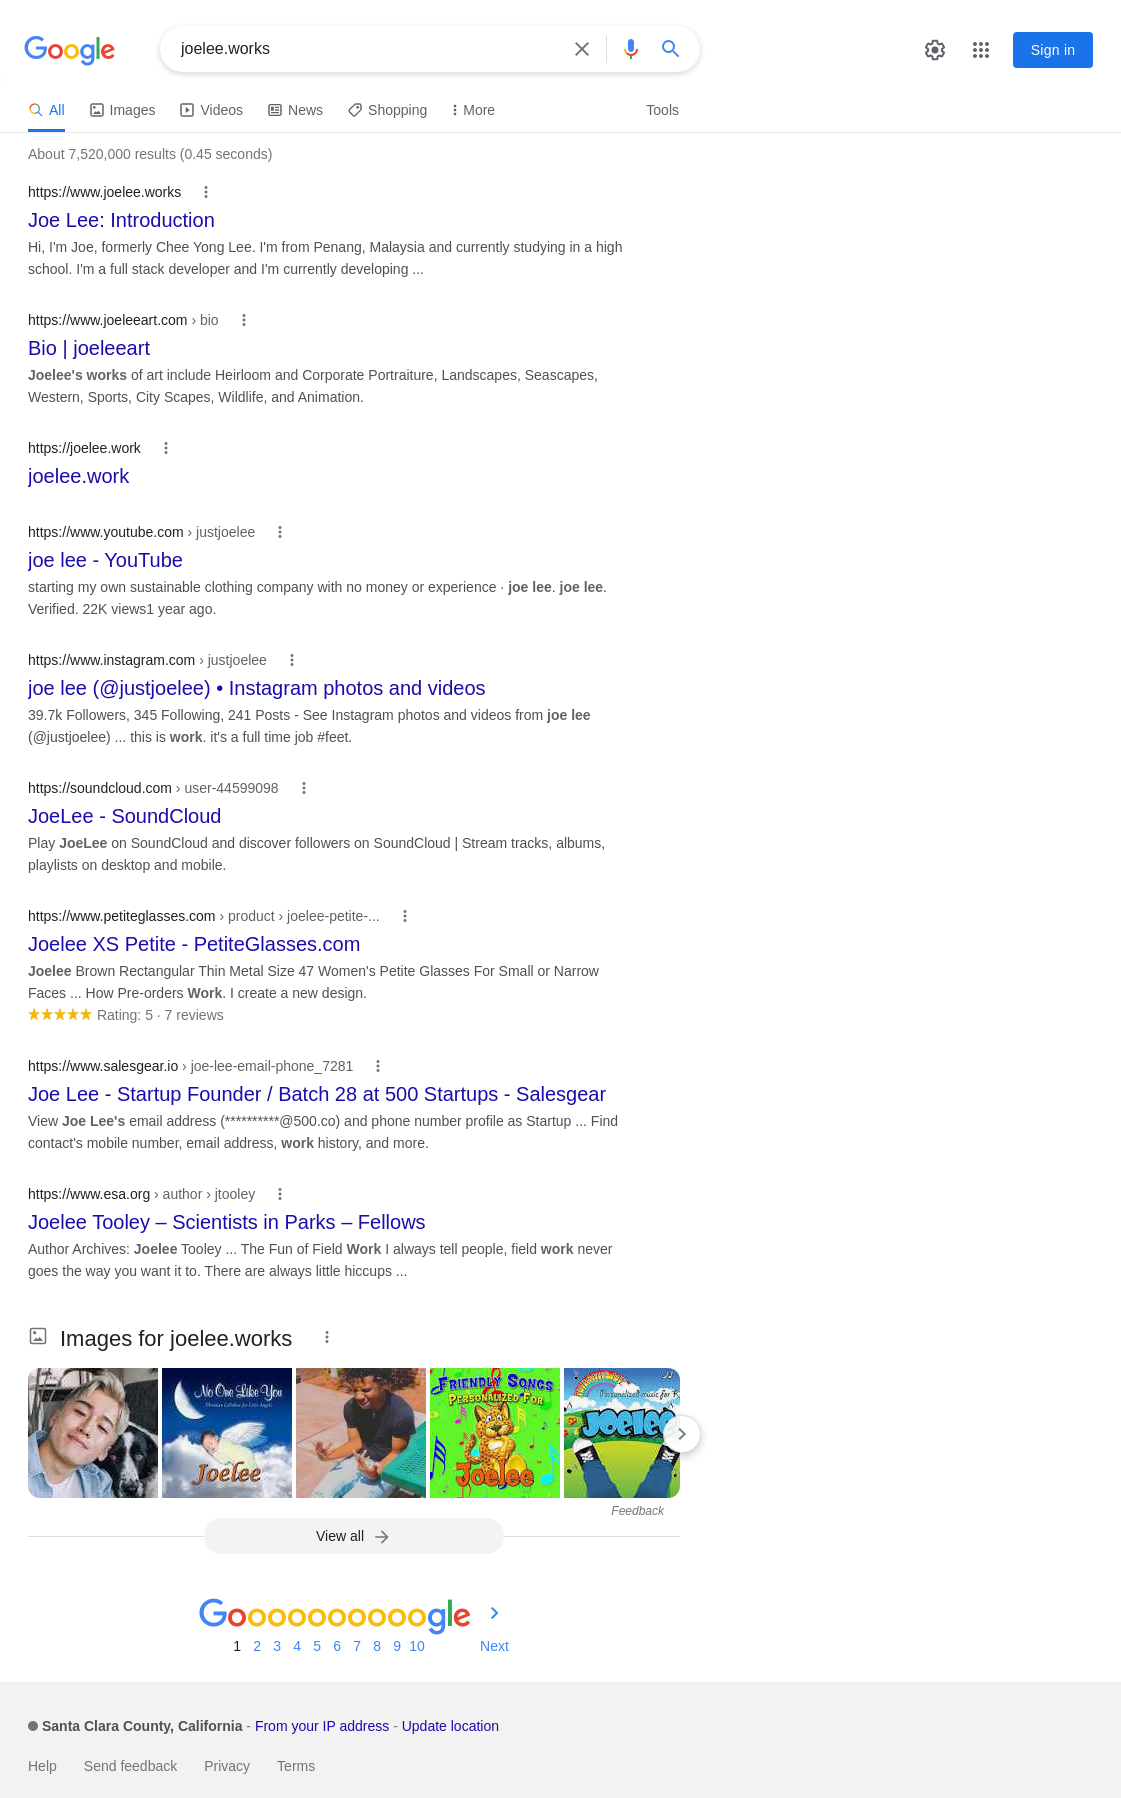 Google
joelee.works
Sign in
All
Images
Videos
News
Shopping
More
Tools
About 7,520,000 results (0.45 seconds)
https://www.joelee.works
Joe Lee: Introduction
Hi, I'm Joe, formerly Chee Yong Lee. I'm from Penang, Malaysia and currently studying in a high
school. I'm a full stack developer and I'm currently developing ...
https://www.joeleeart.com › bio
Bio | joeleeart
Joelee's works of art include Heirloom and Corporate Portraiture, Landscapes, Seascapes,
Western, Sports, City Scapes, Wildlife, and Animation.
https://joelee.work
joelee.work
https://www.youtube.com › justjoelee
joe lee - YouTube
starting my own sustainable clothing company with no money or experience · joe lee. joe lee.
Verified. 22K views1 year ago.
https://www.instagram.com › justjoelee
joe lee (@justjoelee) • Instagram photos and videos
39.7k Followers, 345 Following, 241 Posts - See Instagram photos and videos from joe lee
(@justjoelee) ... this is work. it's a full time job #feet.
https://soundcloud.com › user-44599098
JoeLee - SoundCloud
Play JoeLee on SoundCloud and discover followers on SoundCloud | Stream tracks, albums,
playlists on desktop and mobile.
https://www.petiteglasses.com › product › joelee-petite-...
Joelee XS Petite - PetiteGlasses.com
Joelee Brown Rectangular Thin Metal Size 47 Women's Petite Glasses For Small or Narrow
Faces ... How Pre-orders Work. I create a new design.
Rating: 5 · 7 reviews
https://www.salesgear.io › joe-lee-email-phone_7281
Joe Lee - Startup Founder / Batch 28 at 500 Startups - Salesgear
View Joe Lee's email address (**********@500.co) and phone number profile as Startup ... Find
contact's mobile number, email address, work history, and more.
https://www.esa.org › author › jtooley
Joelee Tooley – Scientists in Parks – Fellows
Author Archives: Joelee Tooley ... The Fun of Field Work I always tell people, field work never
goes the way you want it to. There are always little hiccups ...
Images for joelee.works
No One Like You
Christian Lullabies for Little Angels
Joelee
FRIENDLY SONGS
PERSONALIZED FOR
Joelee
Personalized music for
Joelee
Feedback
View all
Goooooooooogle
1 2 3 4 5 6 7 8 9 10 Next
Santa Clara County, California - From your IP address - Update location
Help Send feedback Privacy Terms